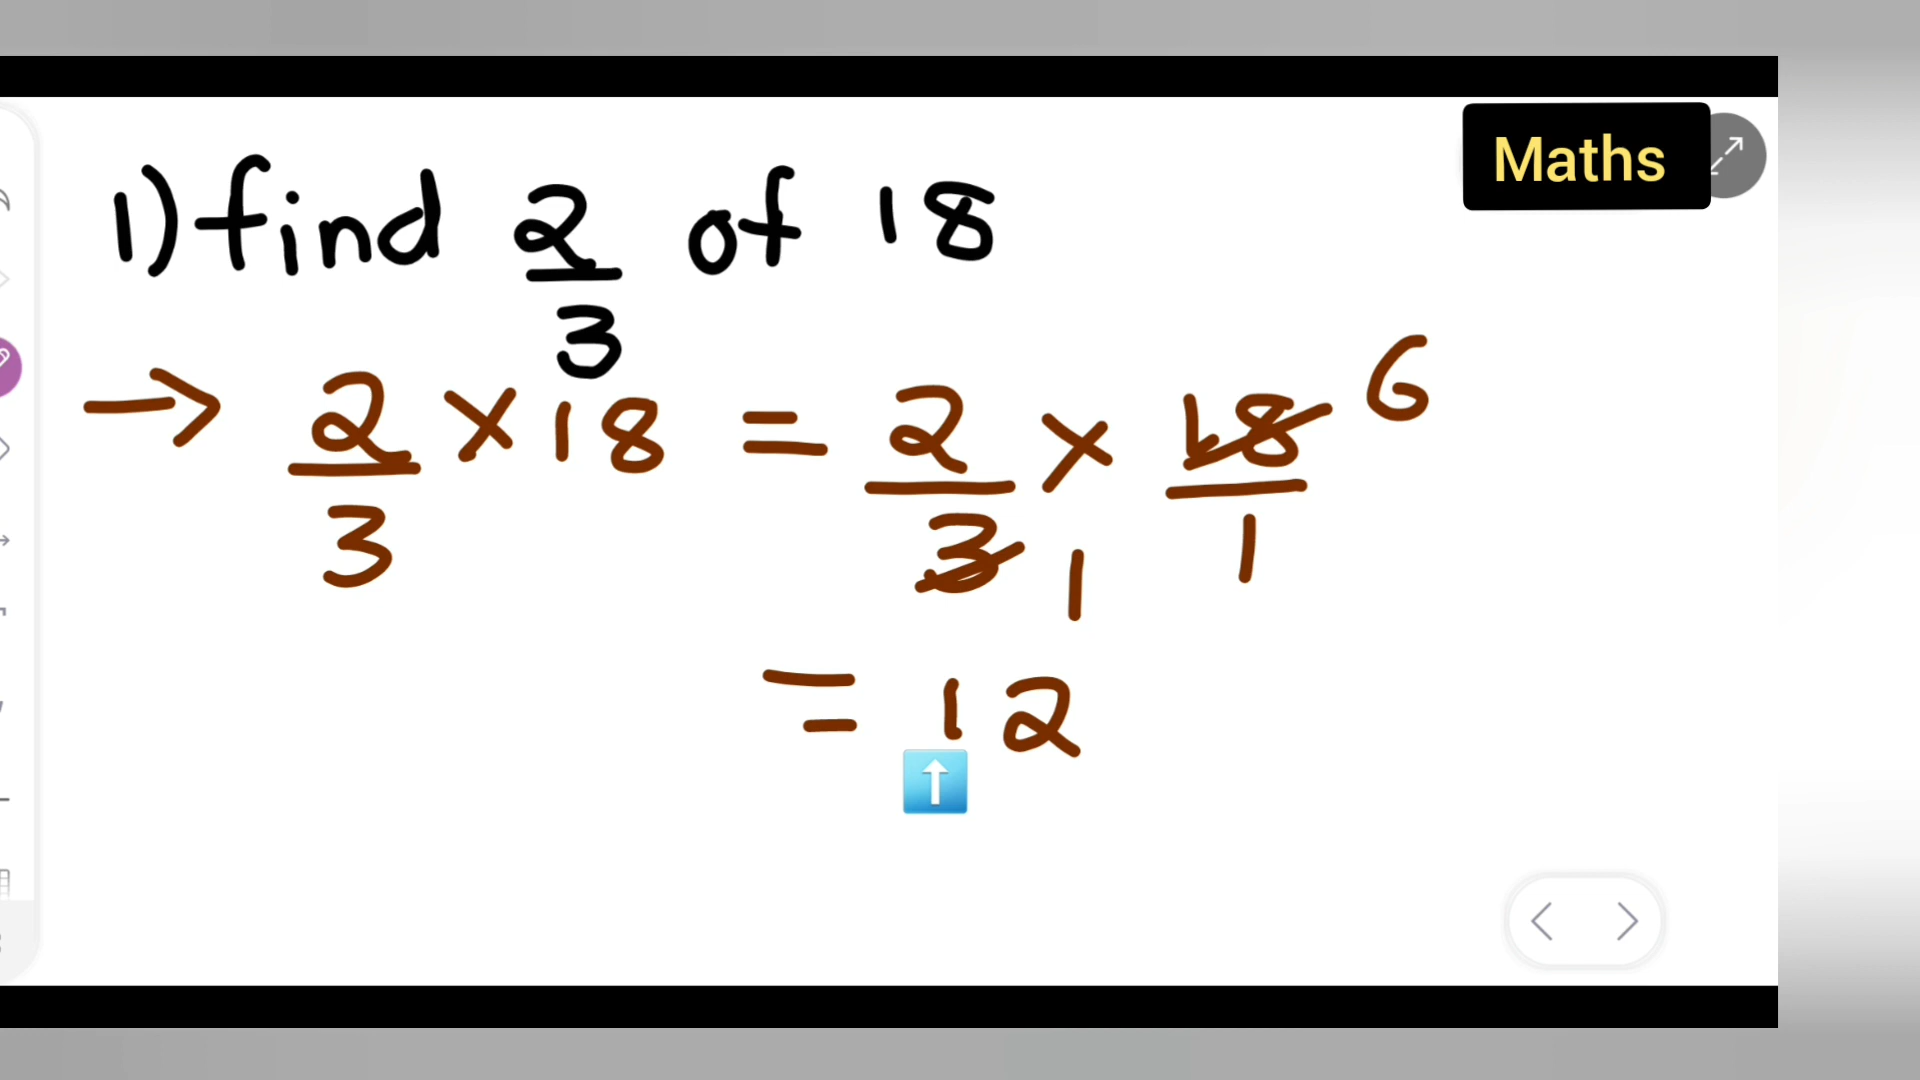 Maths
1) find 2/3 of 18
→ 2/3 × 18 = 2/3 1 × 18/1 6
= 12